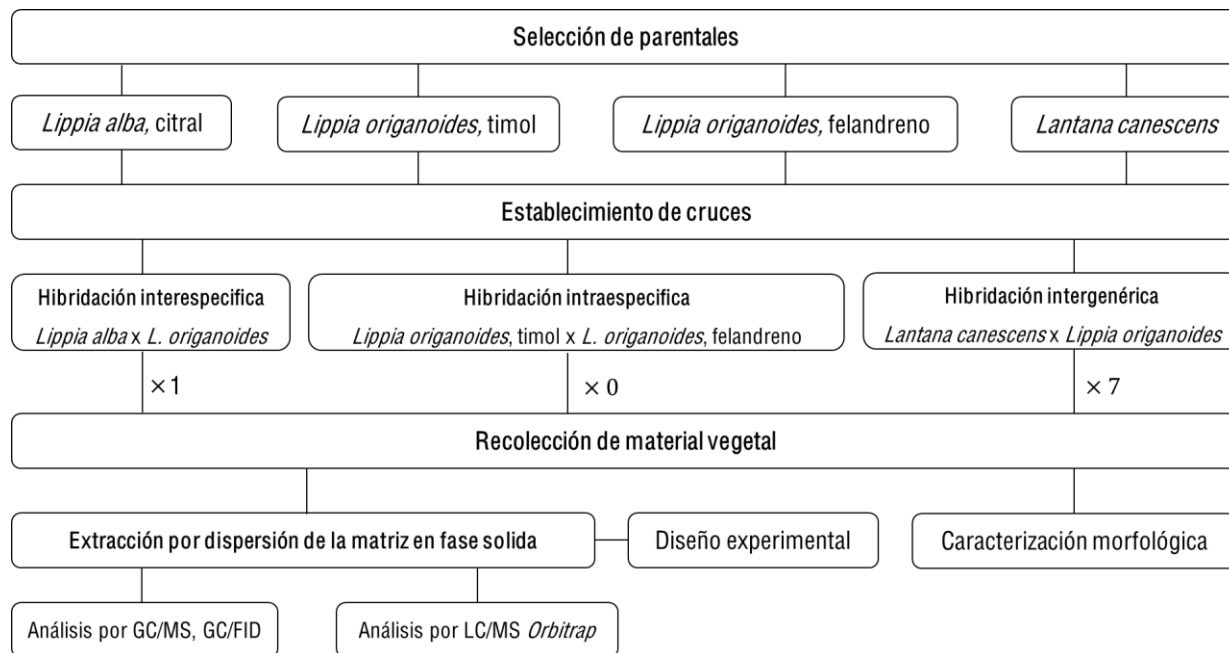 Selección de parentales
Lippia alba, citral
Lippia origanoides, timol
Lippia origanoides, felandreno
Lantana canescens
Establecimiento de cruces
Hibridación interespecifica
Lippia alba x L. origanoides
Hibridación intraespecifica
Lippia origanoides, timol x L. origanoides, felandreno
Hibridación intergenérica
Lantana canescens x Lippia origanoides
×1
× 0
× 7
Recolección de material vegetal
Extracción por dispersión de la matriz en fase solida
Diseño experimental
Caracterización morfológica
Análisis por GC/MS, GC/FID
Análisis por LC/MS Orbitrap